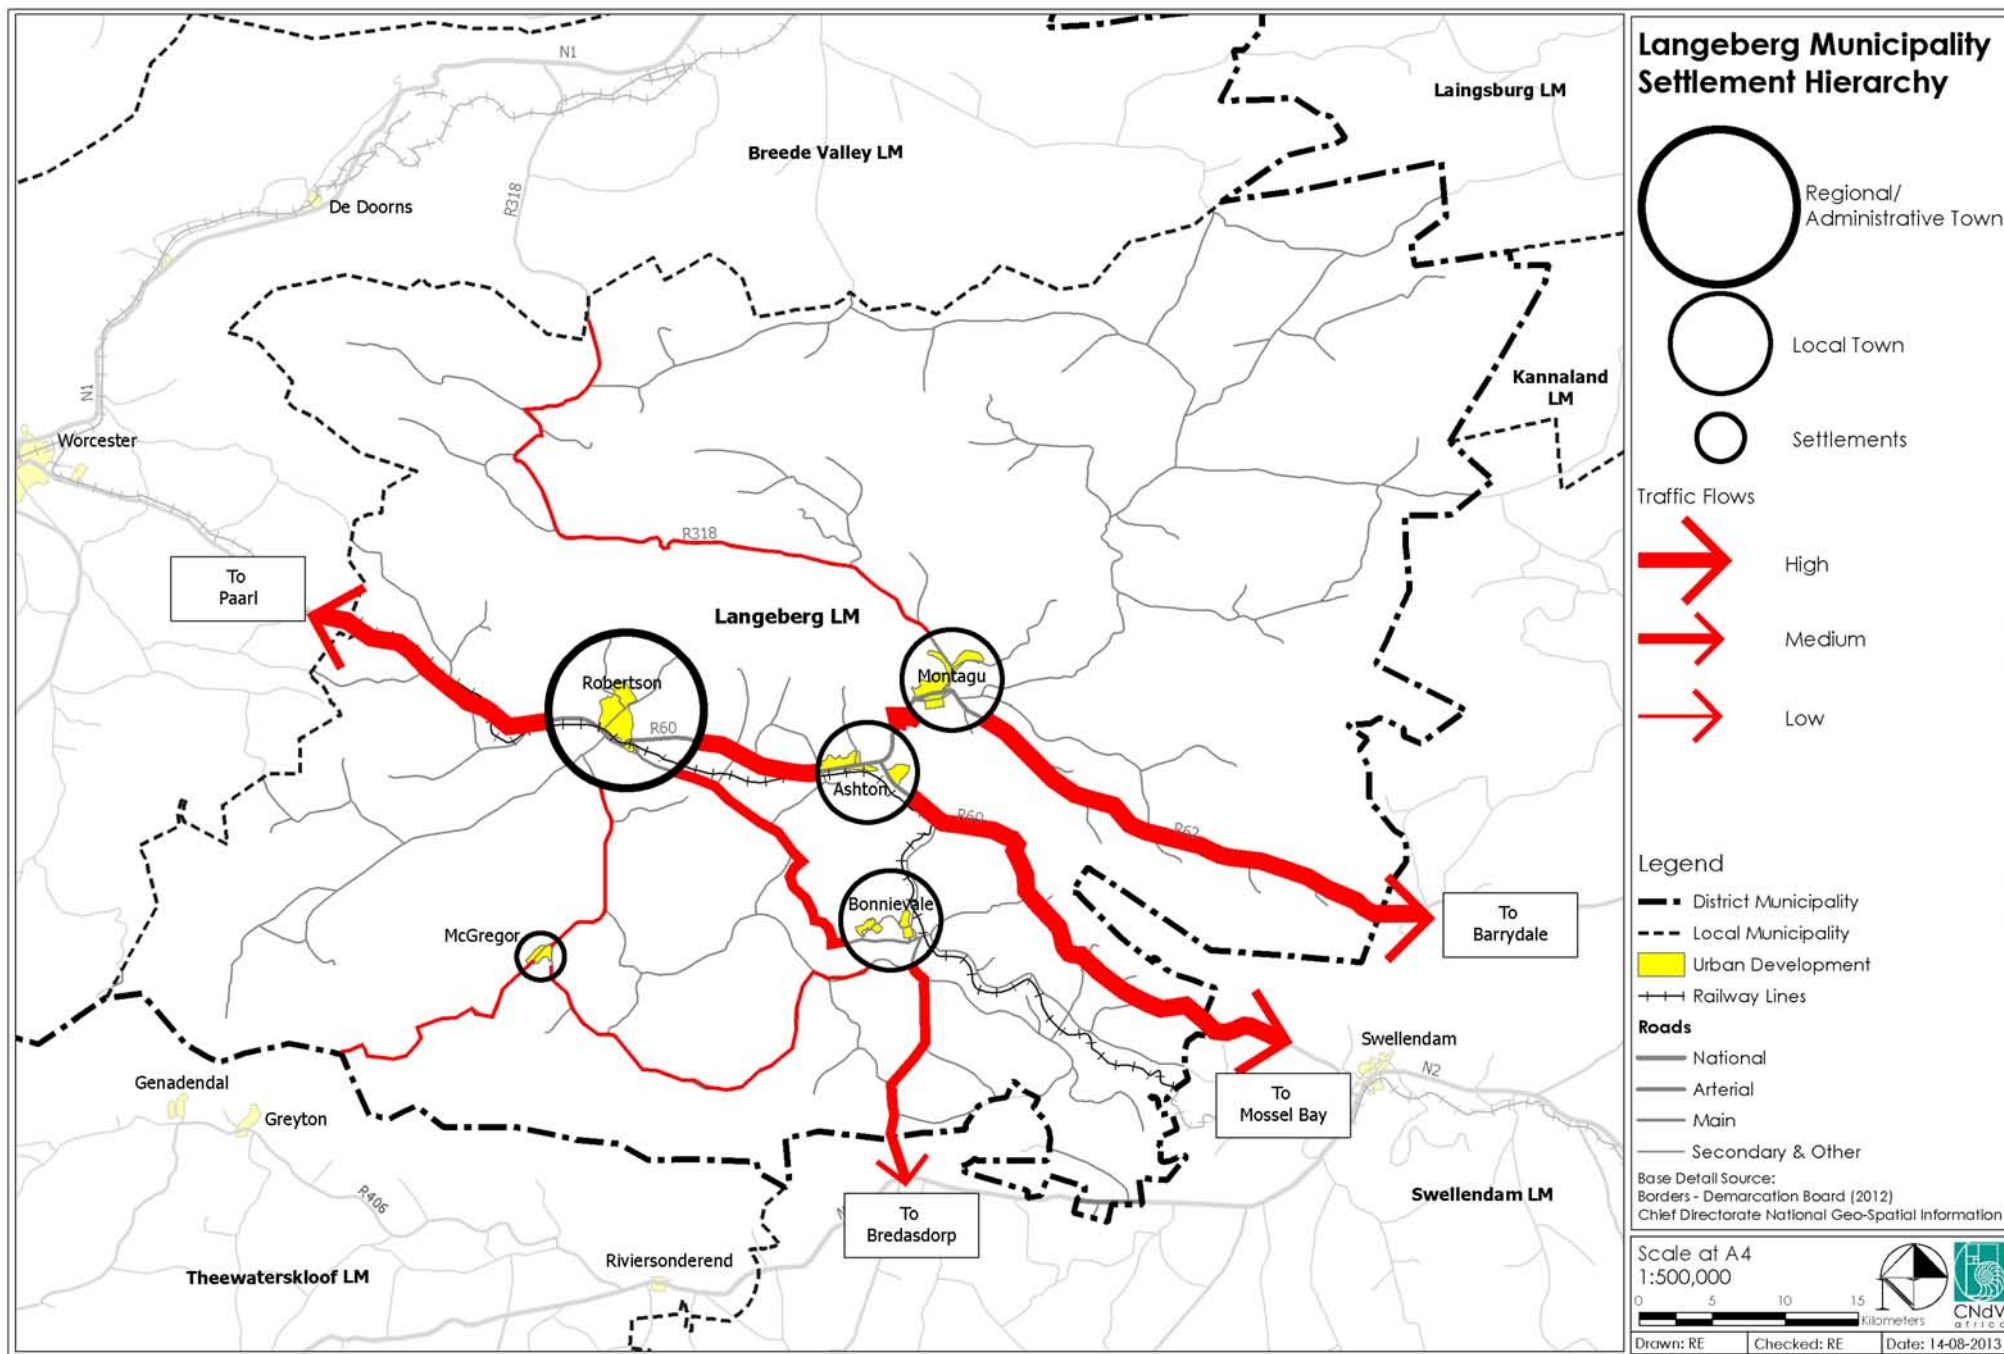 Langeberg Municipality
Settlement Hierarchy
Regional/
Administrative Town
Local Town
Settlements
Traffic Flows
High
Medium
Low
Legend
District Municipality
Local Municipality
Urban Development
Railway Lines
Roads
National
Arterial
Main
Secondary & Other
Base Detail Source:
Borders - Demarcation Board (2012)
Chief Directorate National Geo-Spatial Information
Scale at A4
1:500,000
0 5 10 15
Kilometers
CNdV
africa
Drawn: RE
Checked: RE
Date: 14-08-2013
N1
Laingsburg LM
Breede Valley LM
R318
De Doorns
Kannaland
LM
N1
Worcester
R318
To
Paarl
Langeberg LM
Robertson
Montagu
R60
Ashton
R60
R62
Bonnievale
To
Barrydale
McGregor
Swellendam
N2
To
Mossel Bay
Genadendal
Greyton
R406
Swellendam LM
To
Bredasdorp
Riviersonderend
Theewaterskloof LM